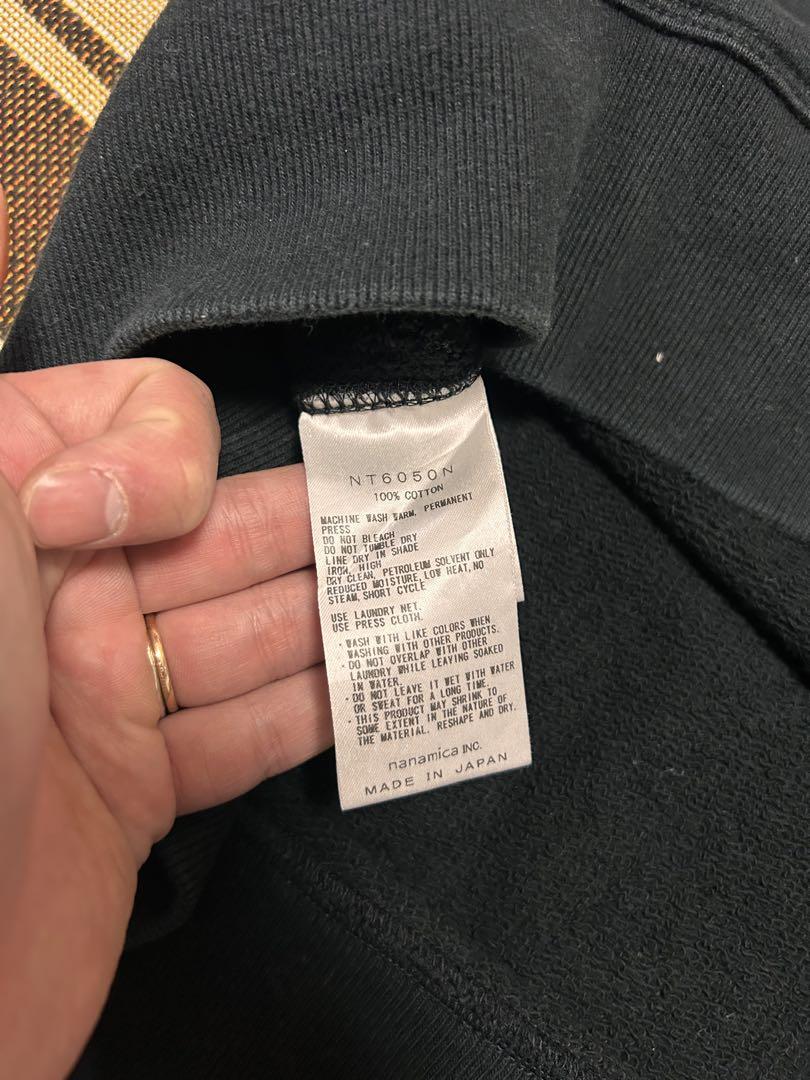 NT6050N
100% COTTON
MACHINE WASH WARM, PERMANENT
PRESS
DO NOT BLEACH
DO NOT TUMBLE DRY
LINE DRY IN SHADE
IRON, HIGH
DRY CLEAN, PETROLEUM SOLVENT ONLY
REDUCED MOISTURE, LOW HEAT, NO
STEAM, SHORT CYCLE
USE LAUNDRY NET.
USE PRESS CLOTH.
・WASH WITH LIKE COLORS WHEN
WASHING WITH OTHER PRODUCTS.
・DO NOT OVERLAP WITH OTHER
LAUNDRY WHILE LEAVING SOAKED
IN WATER.
・DO NOT LEAVE IT WET WITH WATER
OR SWEAT FOR A LONG TIME.
・THIS PRODUCT MAY SHRINK TO
SOME EXTENT IN THE NATURE OF
THE MATERIAL. RESHAPE AND DRY.
nanamica INC.
MADE IN JAPAN